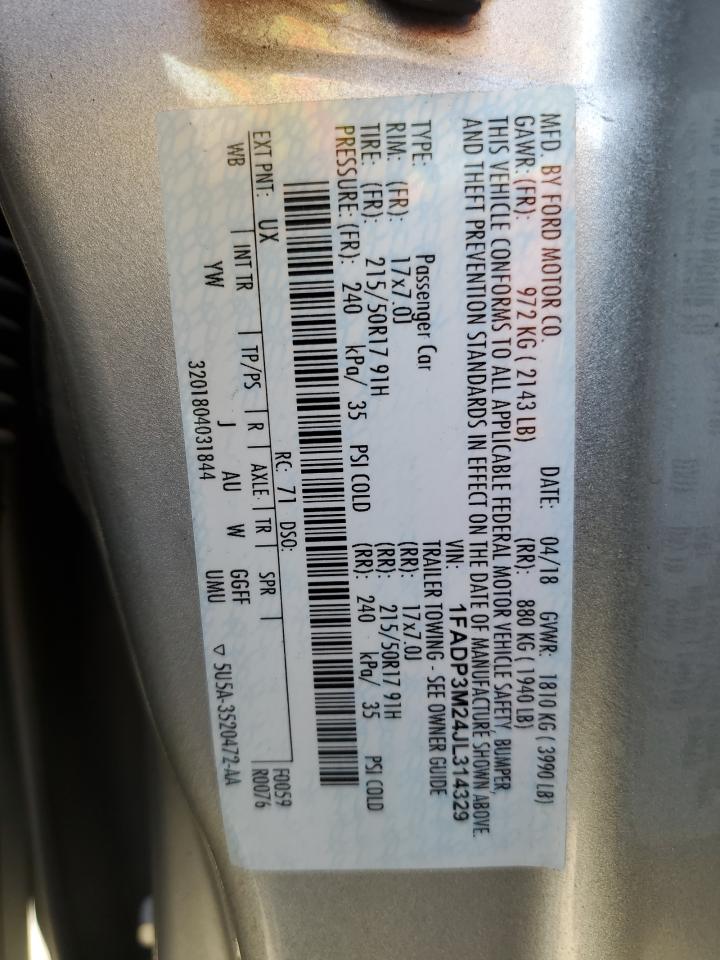 MFD. BY FORD MOTOR CO. DATE: 04/18 GVWR: 1810 KG ( 3990 LB)
GAWR: (FR): 972 KG ( 2143 LB) (RR): 880 KG ( 1940 LB)
THIS VEHICLE CONFORMS TO ALL APPLICABLE FEDERAL MOTOR VEHICLE SAFETY, BUMPER,
AND THEFT PREVENTION STANDARDS IN EFFECT ON THE DATE OF MANUFACTURE SHOWN ABOVE.
VIN: 1FADP3M24JL314329
TYPE: Passenger Car TRAILER TOWING - SEE OWNER GUIDE
RIM: (FR): 17x7.0J (RR): 17x7.0J
TIRE: (FR): 215/50R17 91H (RR): 215/50R17 91H
PRESSURE: (FR): 240 kPa/ 35 PSI COLD (RR): 240 kPa/ 35 PSI COLD
EXT PNT: UX RC: 71 DSO: F0059
WB INT TR TP/PS R AXLE TR SPR R0076
YW J AU W GGFF
3201804031844 UMU ▽ 5U5A-3520472-AA